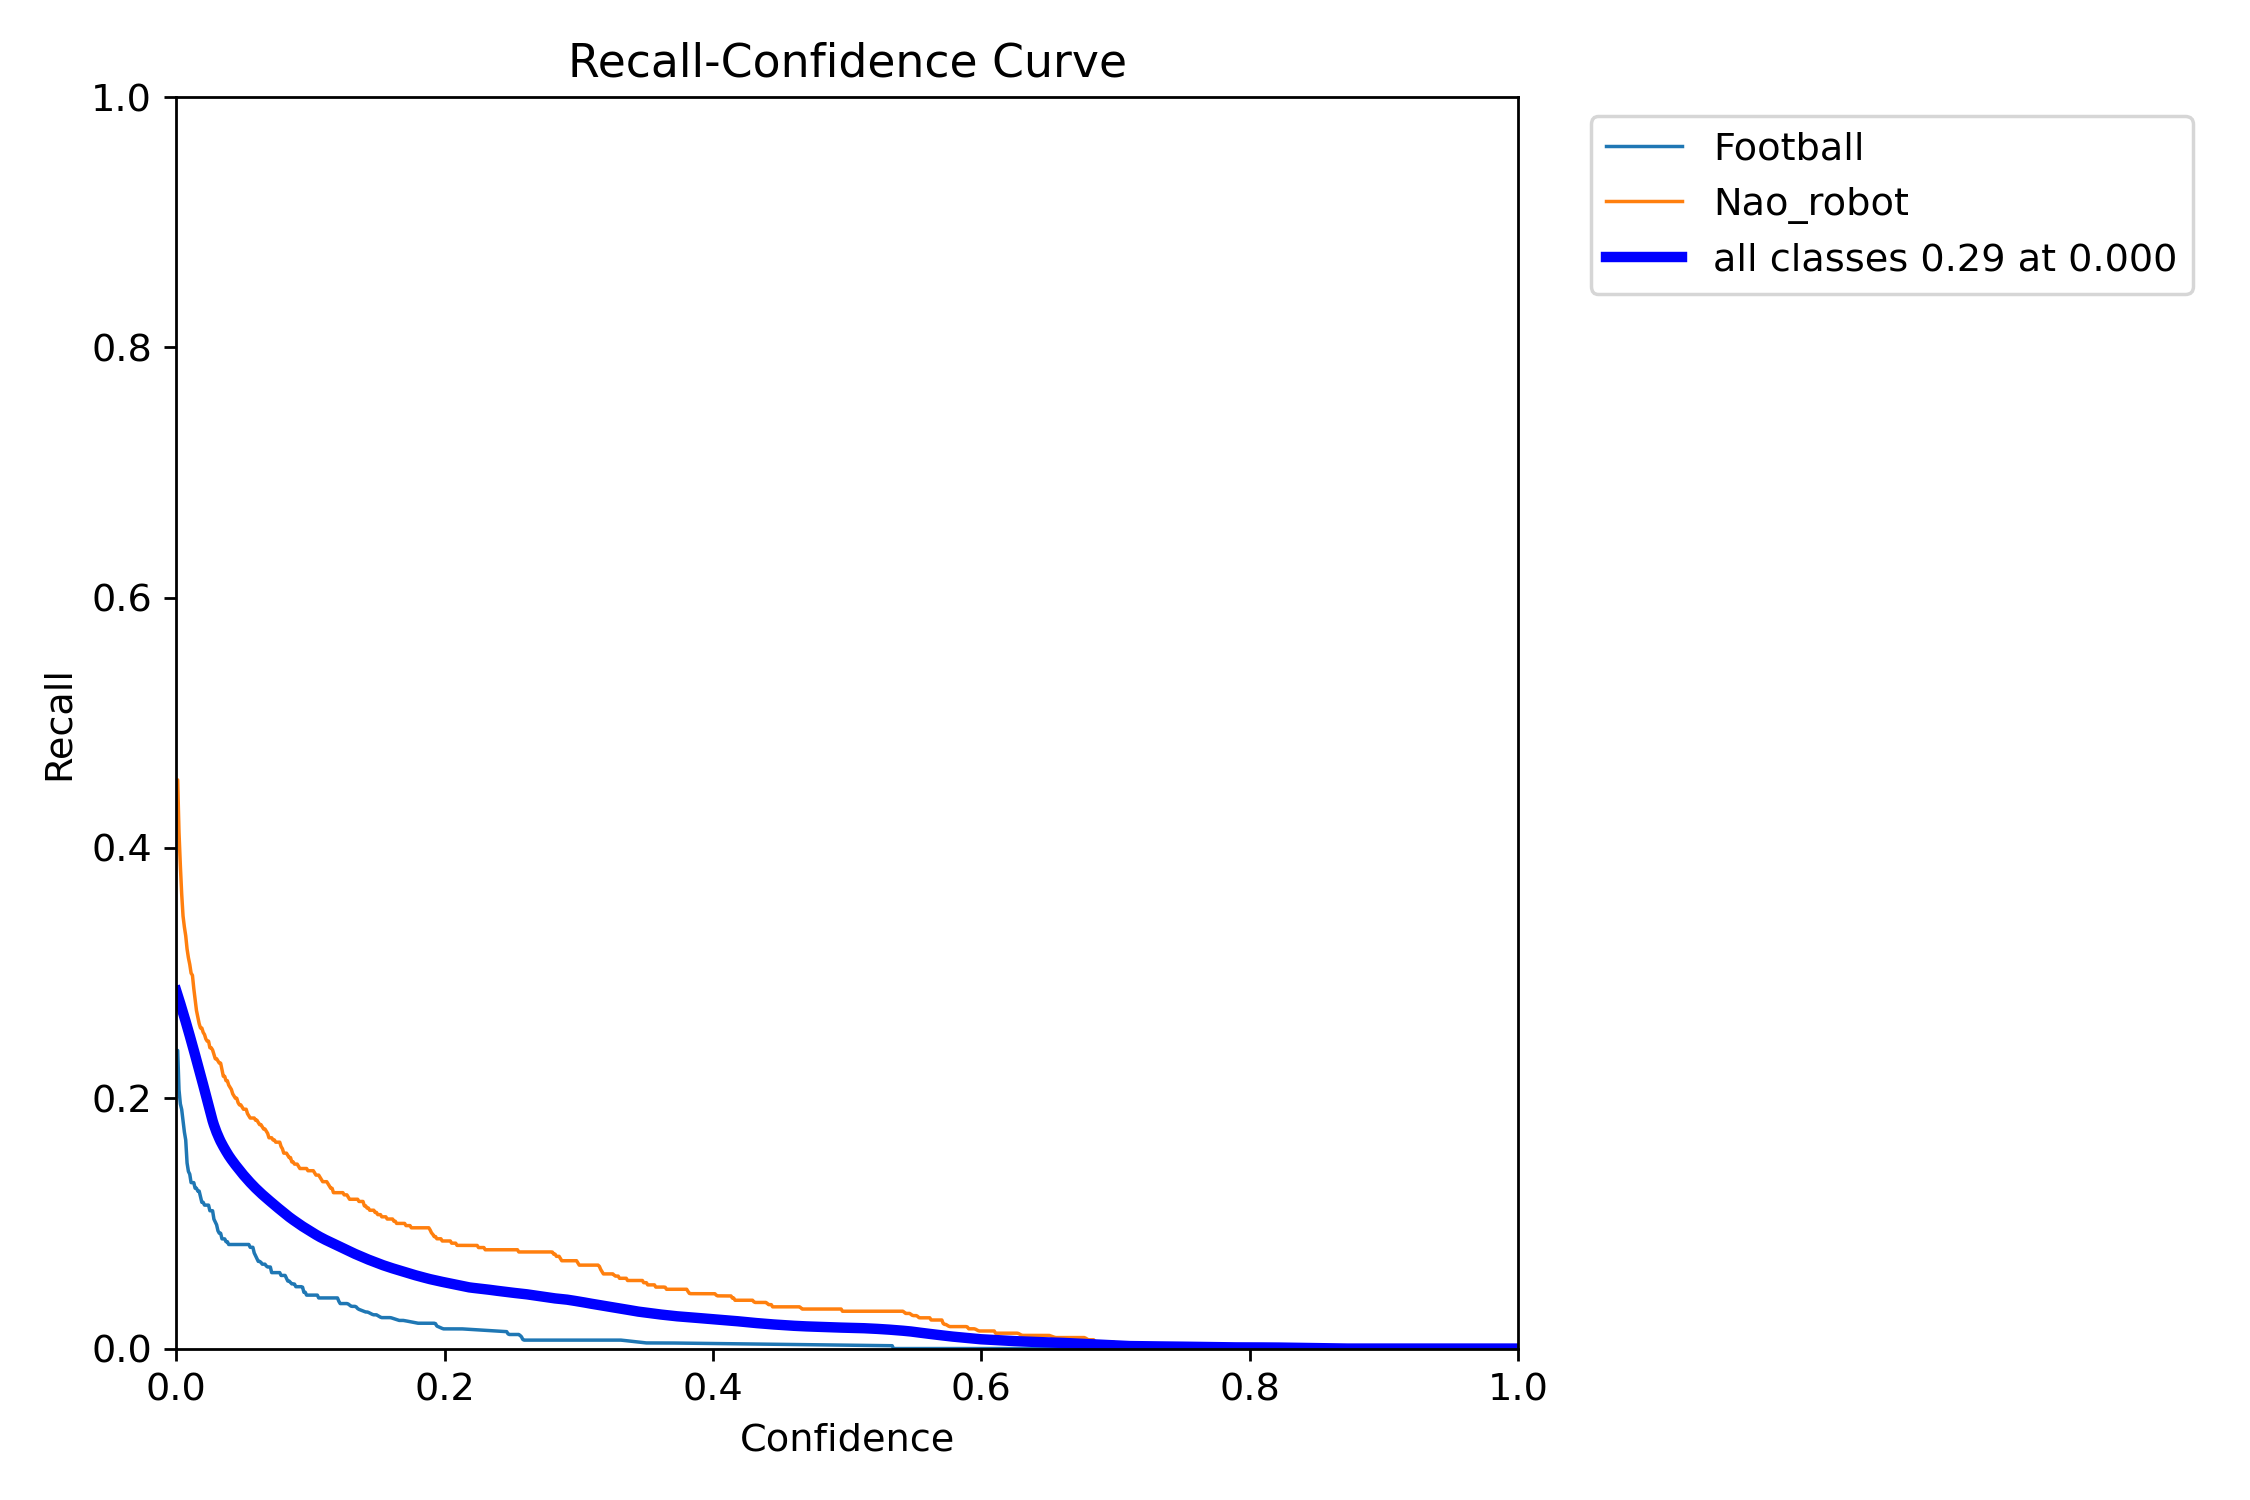 Recall-Confidence Curve
1.0
0.8
0.6
0.4
0.2
0.0
Recall
0.0 0.2 0.4 0.6 0.8 1.0
Confidence
Football
Nao_robot
all classes 0.29 at 0.000